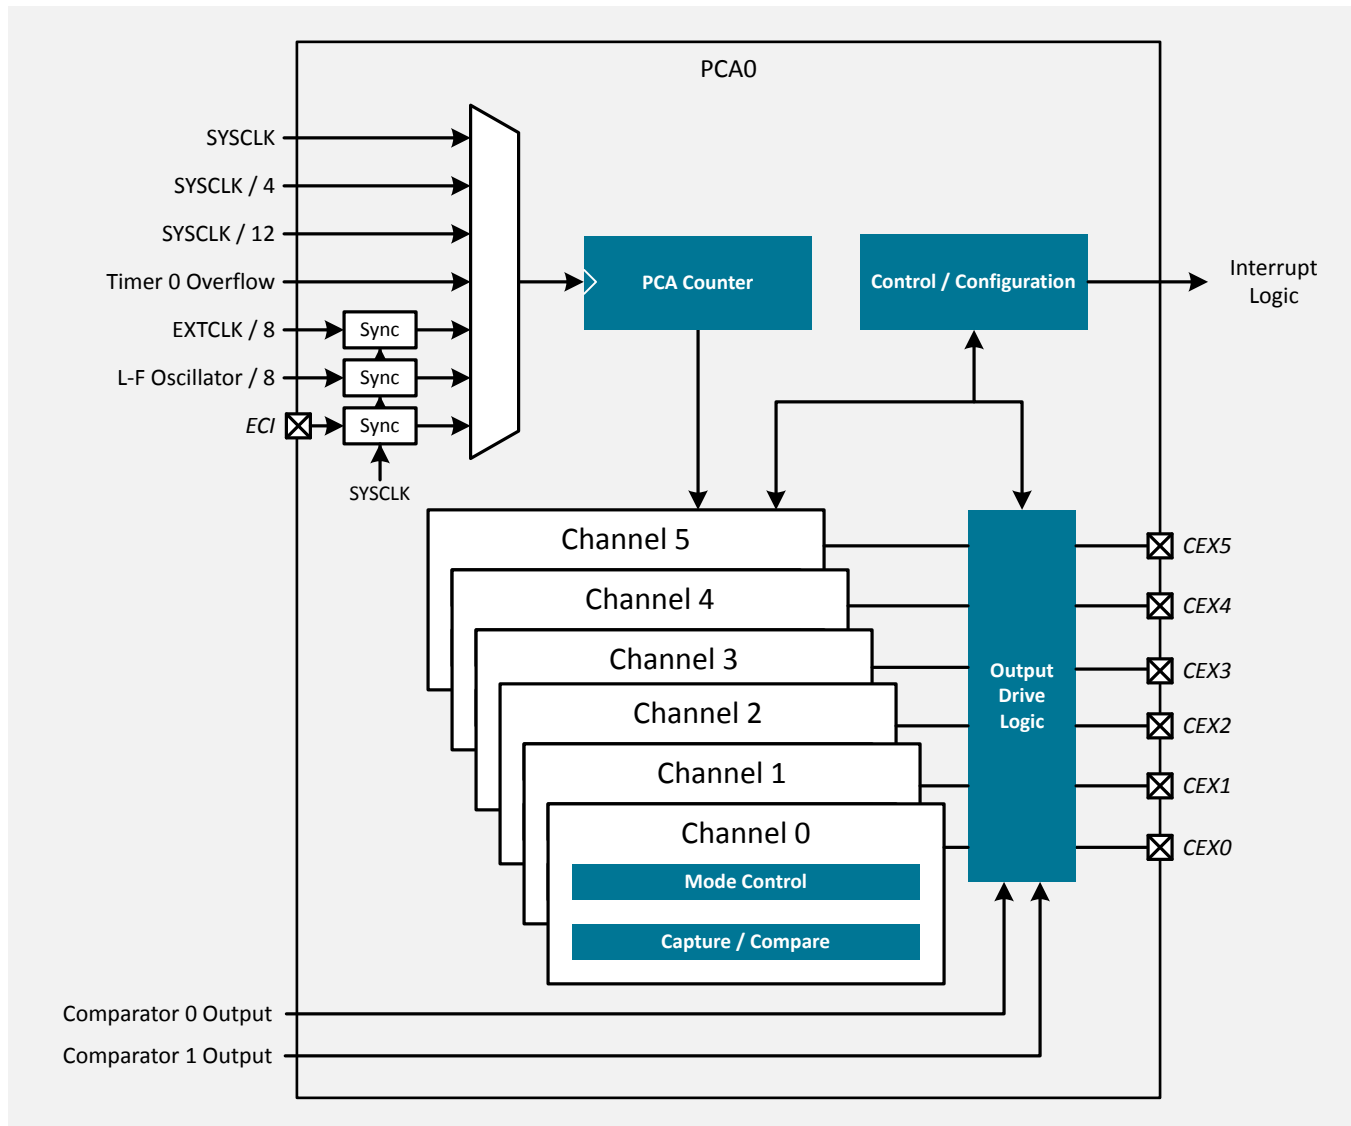 PCA0
SYSCLK
SYSCLK / 4
SYSCLK / 12
Timer 0 Overflow
EXTCLK / 8
L-F Oscillator / 8
ECI
Sync
Sync
Sync
SYSCLK
PCA Counter
Control / Configuration
Interrupt
Logic
Channel 5
Channel 4
Channel 3
Channel 2
Channel 1
Channel 0
Mode Control
Capture / Compare
Output
Drive
Logic
CEX5
CEX4
CEX3
CEX2
CEX1
CEX0
Comparator 0 Output
Comparator 1 Output